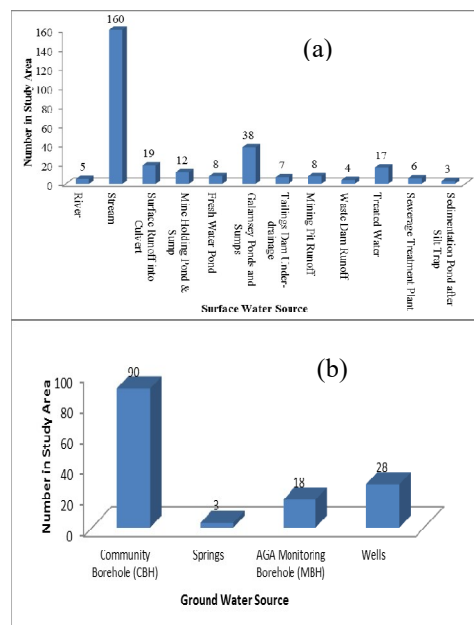 (a)
Number in Study Area
160
140
120
100
80
60
40
20
0
5
160
19
12
8
38
7
8
4
17
6
3
River
Stream
Surface Runoff into
Culvert
Mine Holding Pond &
Sump
Fresh Water Pond
Galamsey Ponds and
Sumps
Tailings Dam Under-
drainage
Mining Pit Runoff
Waste Dam Runoff
Treated Water
Sewerage Treatment Plant
Sedimentation Pond after
Silt Trap
Surface Water Source
(b)
Number in Study Area
100
80
60
40
20
0
90
3
18
28
Community
Borehole (CBH)
Springs
AGA Monitoring
Borehole (MBH)
Wells
Ground Water Source